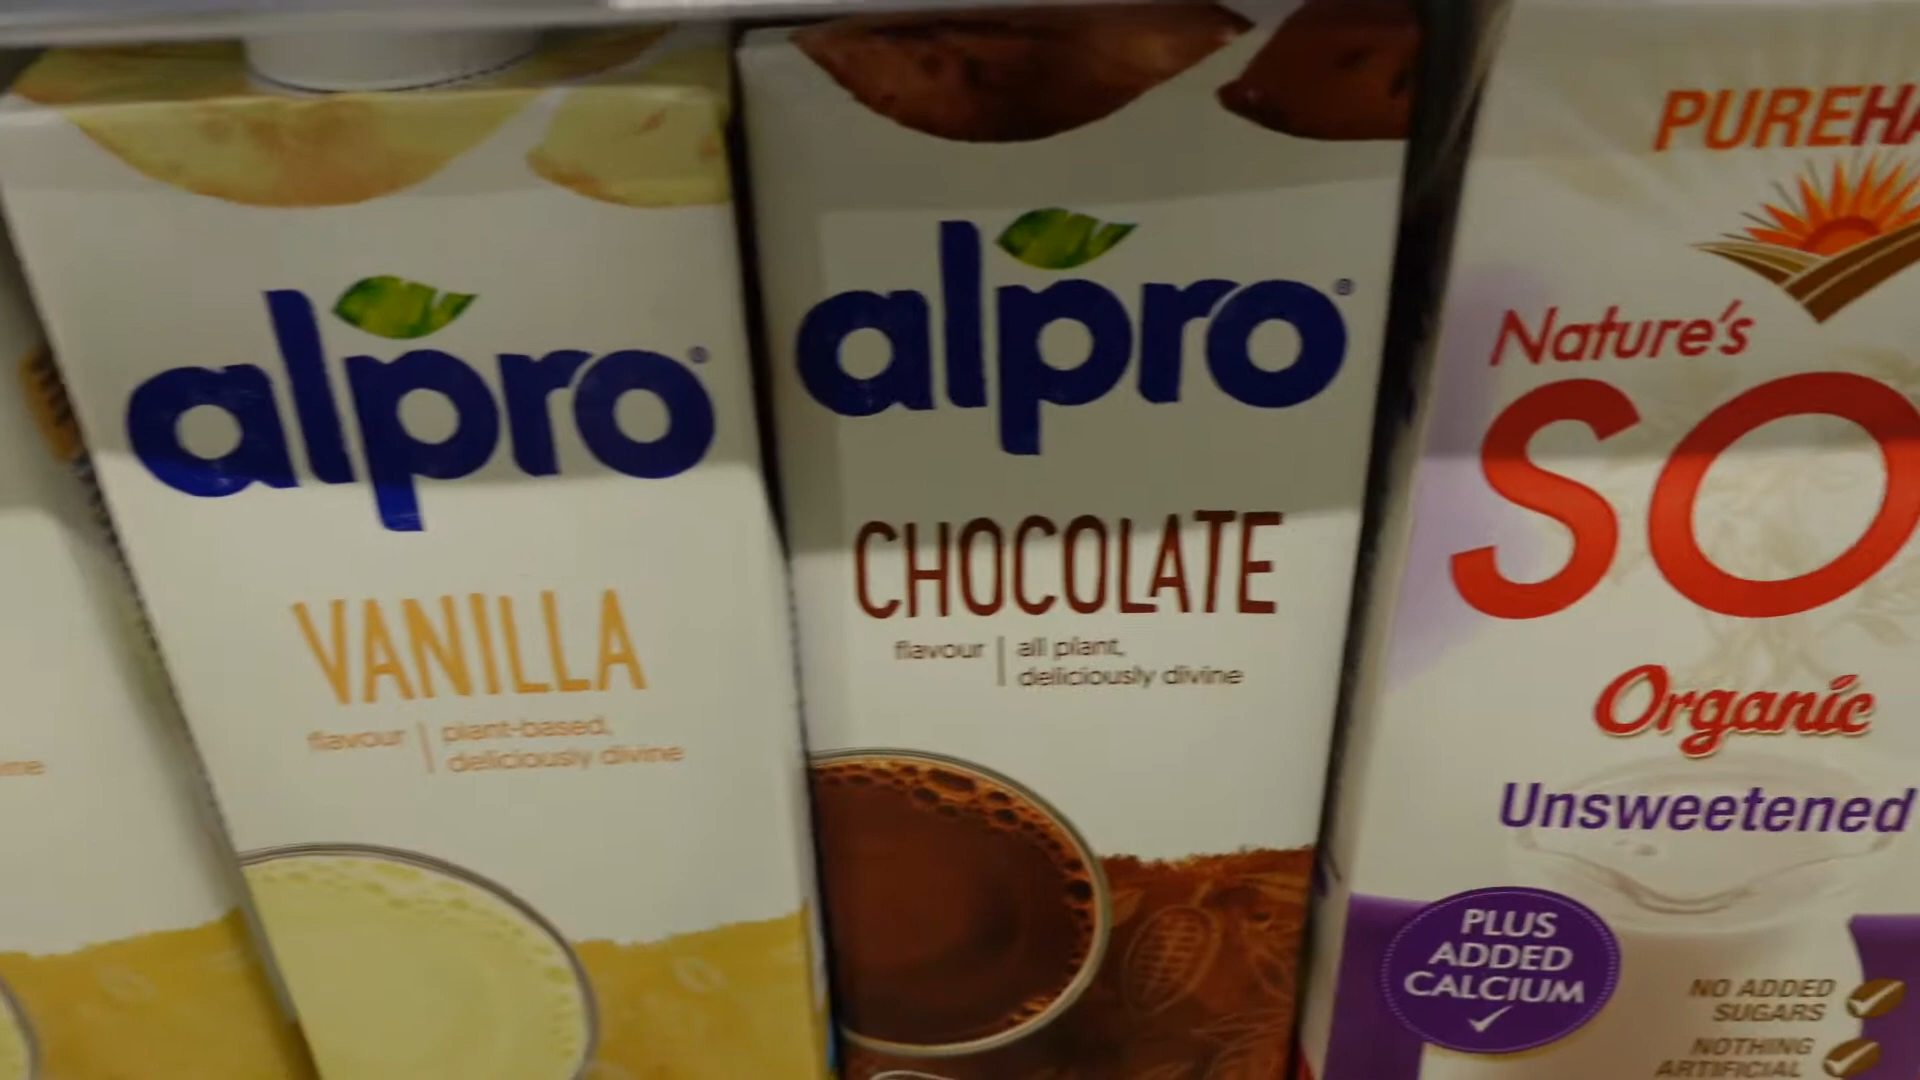 alpro
VANILLA
flavour
plant-based,
deliciously divine
alpro
CHOCOLATE
flavour
all plant,
deliciously divine
PUREHA
Nature's
SO
Organic
Unsweetened
PLUS
ADDED
CALCIUM
NO ADDED
SUGARS
NOTHING
ARTIFICIAL